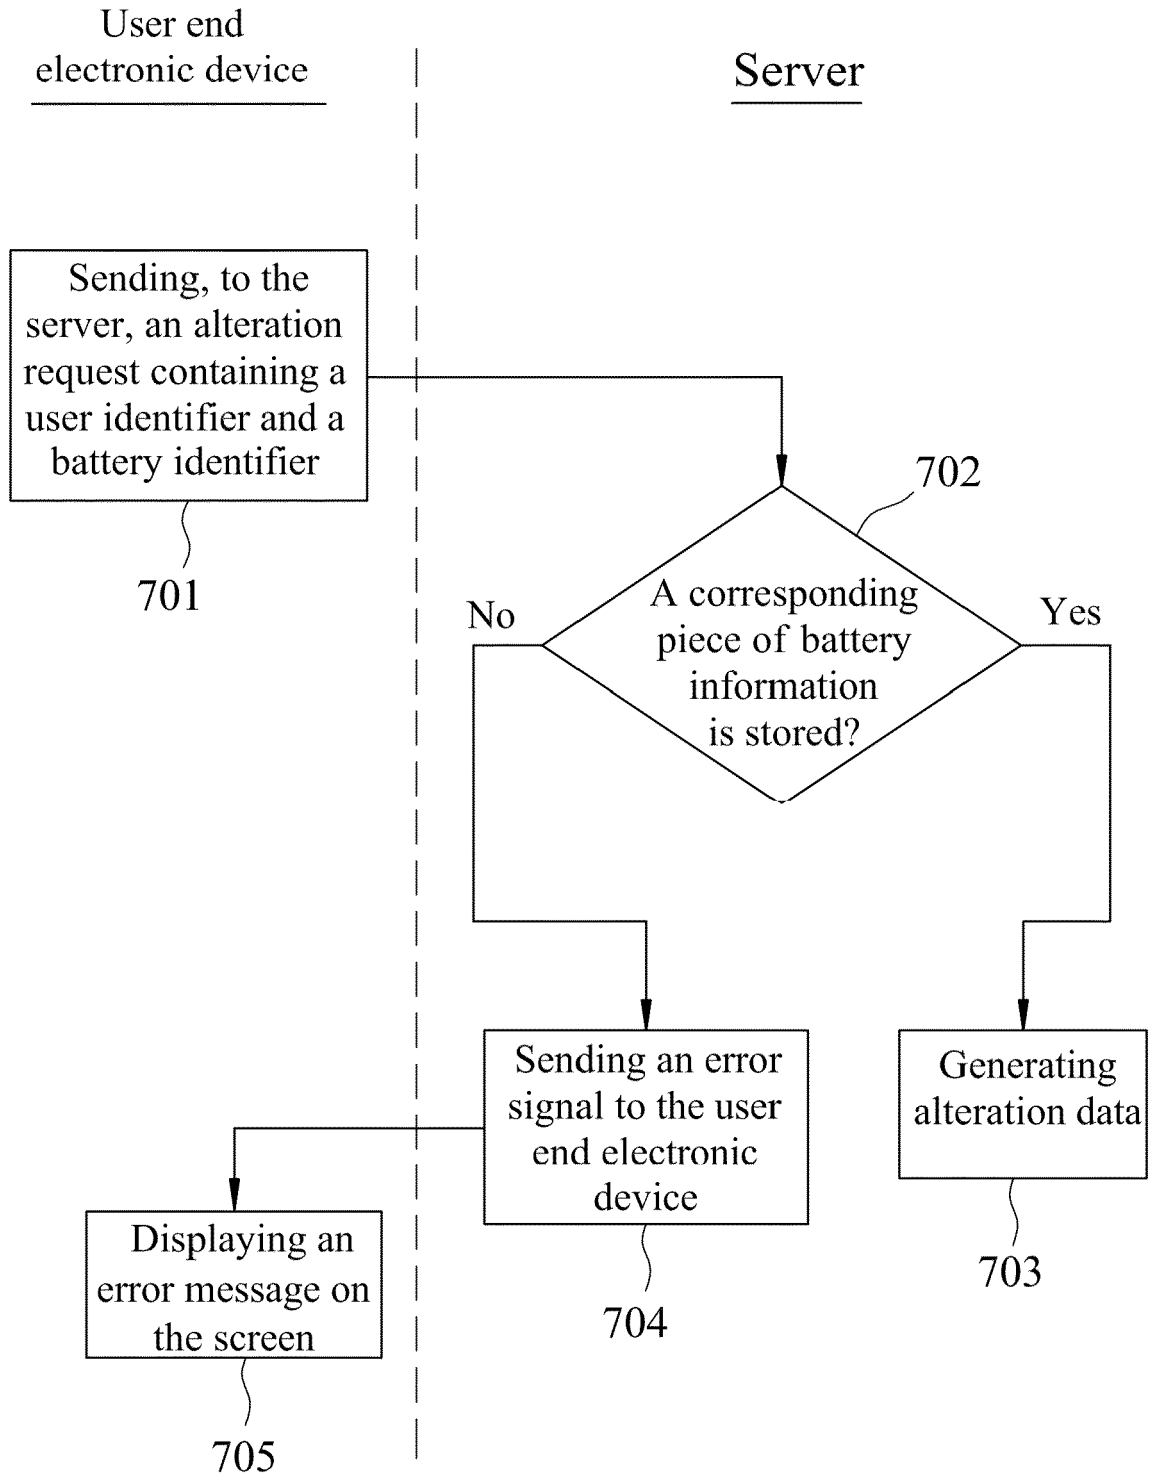 User end
electronic device
Server
Sending, to the
server, an alteration
request containing a
user identifier and a
battery identifier
701
702
A corresponding
piece of battery
information
is stored?
No
Yes
Sending an error
signal to the user
end electronic
device
704
Generating
alteration data
703
Displaying an
error message on
the screen
705